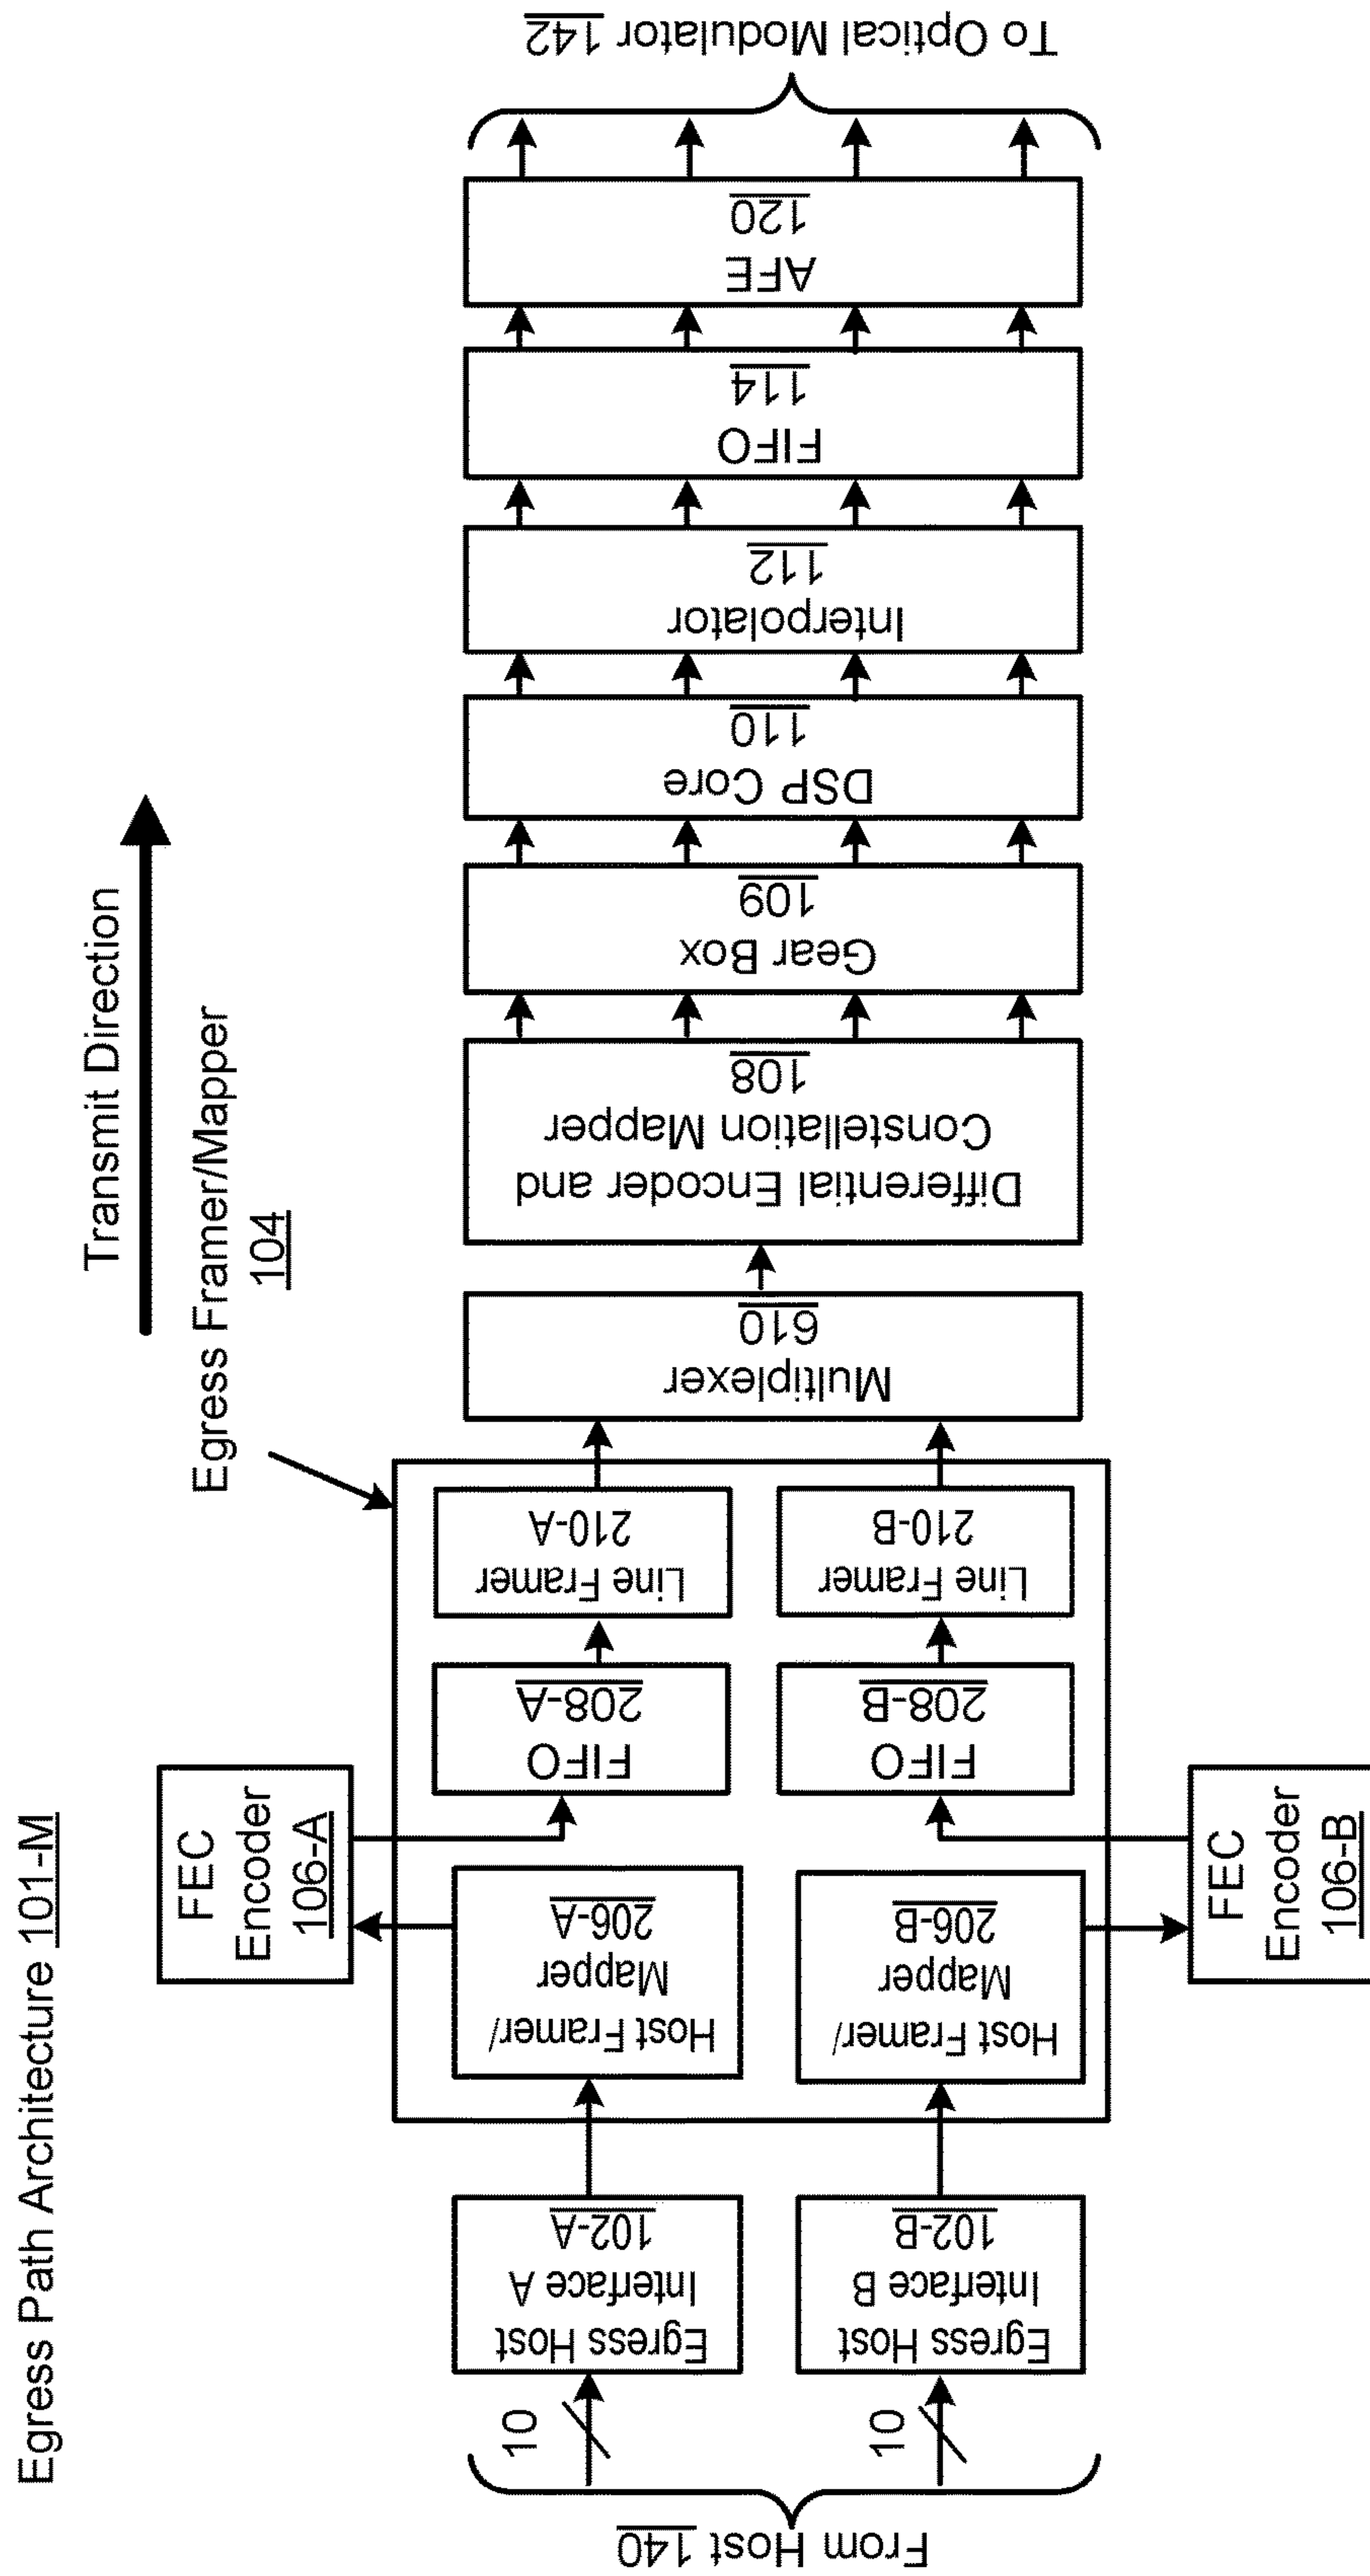 Egress Path Architecture 101-M
Transmit Direction
Egress Framer/Mapper
104
From Host 140
10
10
Egress Host
Interface A
102-A
Egress Host
Interface B
102-B
Host Framer/
Mapper
206-A
Host Framer/
Mapper
206-B
FEC
Encoder
106-A
FEC
Encoder
106-B
FIFO
208-A
FIFO
208-B
Line Framer
210-A
Line Framer
210-B
Multiplexer
610
Differential Encoder and
Constellation Mapper
108
Gear Box
109
DSP Core
110
Interpolator
112
FIFO
114
AFE
120
To Optical Modulator 142